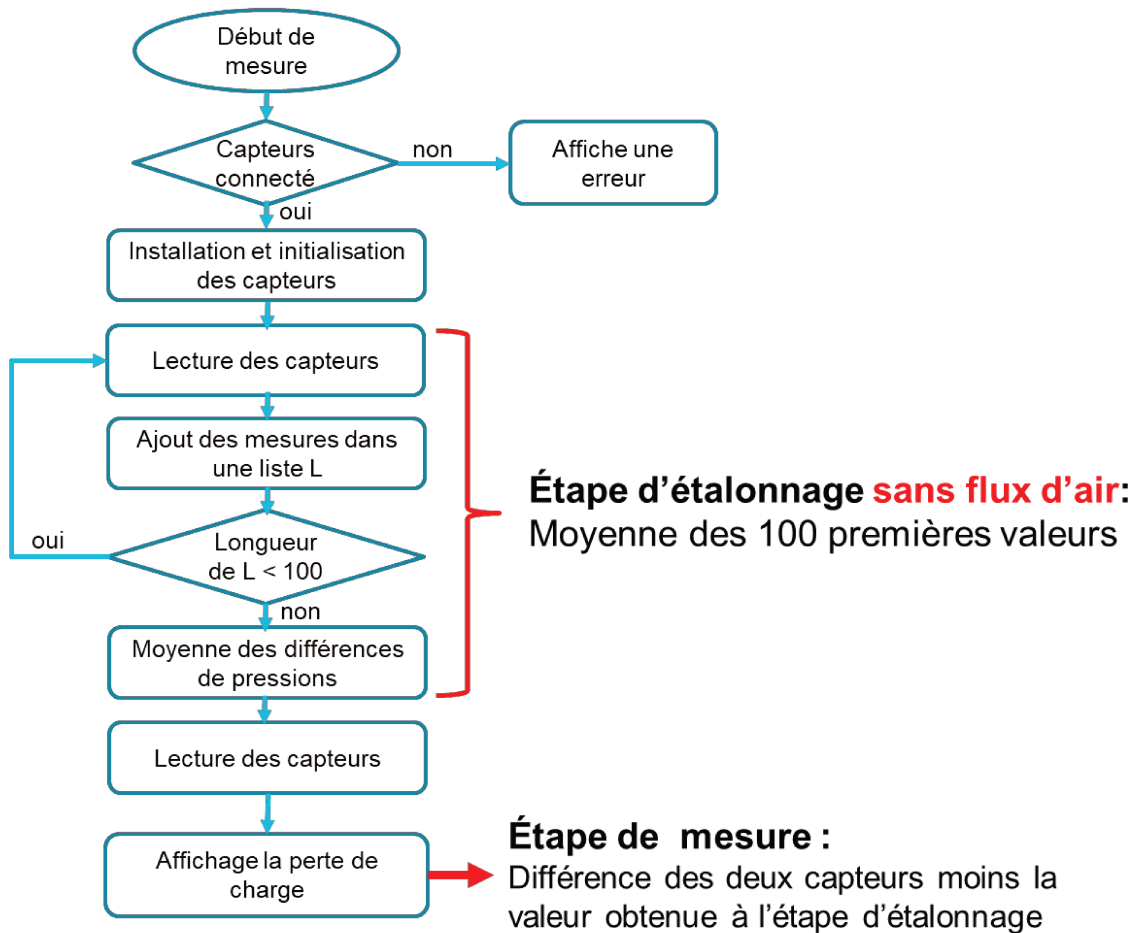 Début de
mesure
Capteurs
connecté
non
Affiche une
erreur
oui
Installation et initialisation
des capteurs
Lecture des capteurs
Ajout des mesures dans
une liste L
oui
Longueur
de L < 100
non
Moyenne des différences
de pressions
Étape d'étalonnage sans flux d'air:
Moyenne des 100 premières valeurs
Lecture des capteurs
Affichage la perte de
charge
Étape de mesure :
Différence des deux capteurs moins la
valeur obtenue à l'étape d'étalonnage